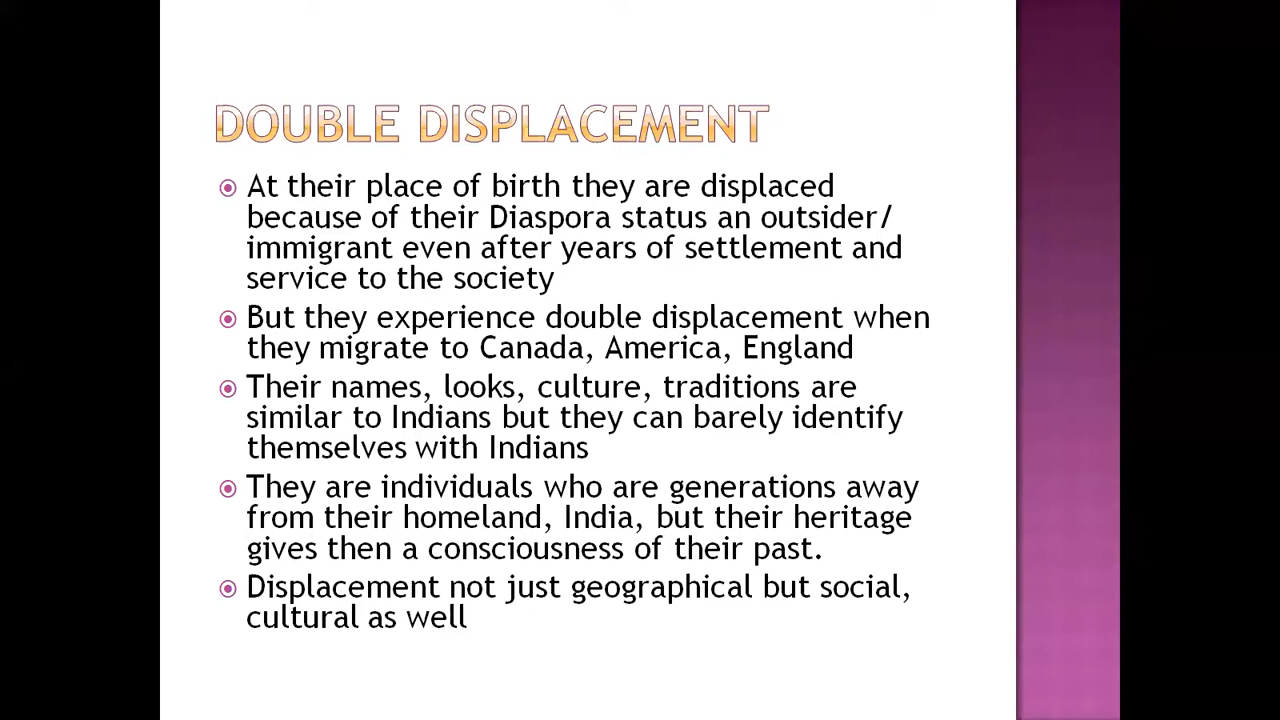 DOUBLE DISPLACEMENT
At their place of birth they are displaced
because of their Diaspora status an outsider/
immigrant even after years of settlement and
service to the society
But they experience double displacement when
they migrate to Canada, America, England
Their names, looks, culture, traditions are
similar to Indians but they can barely identify
themselves with Indians
They are individuals who are generations away
from their homeland, India, but their heritage
gives then a consciousness of their past.
Displacement not just geographical but social,
cultural as well